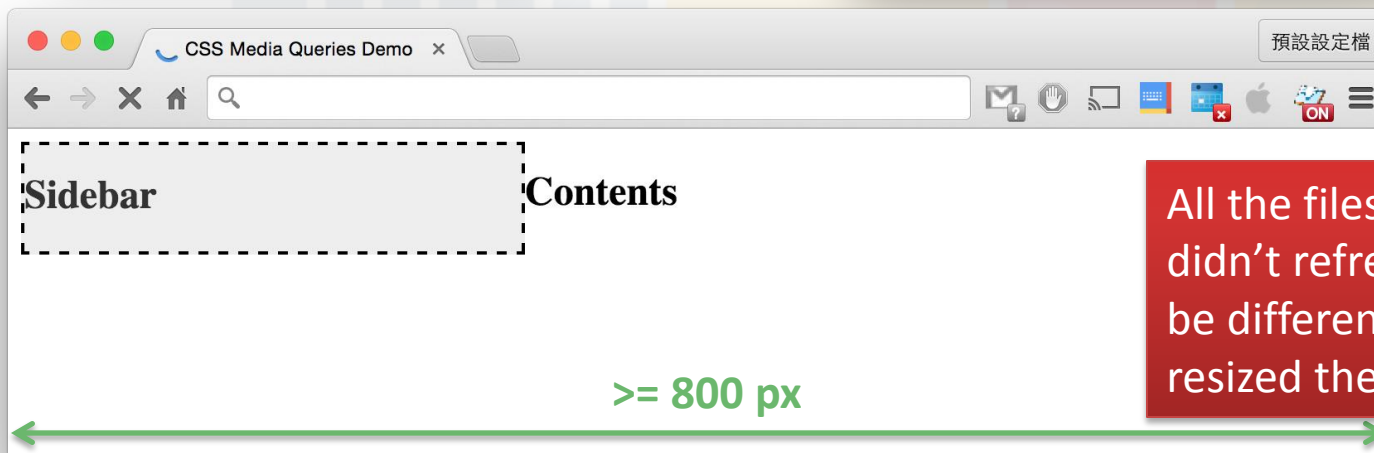 CSS Media Queries Demo
預設設定檔
?
ON
Sidebar
Contents
All the files
didn’t refre
be differen
resized the
>= 800 px